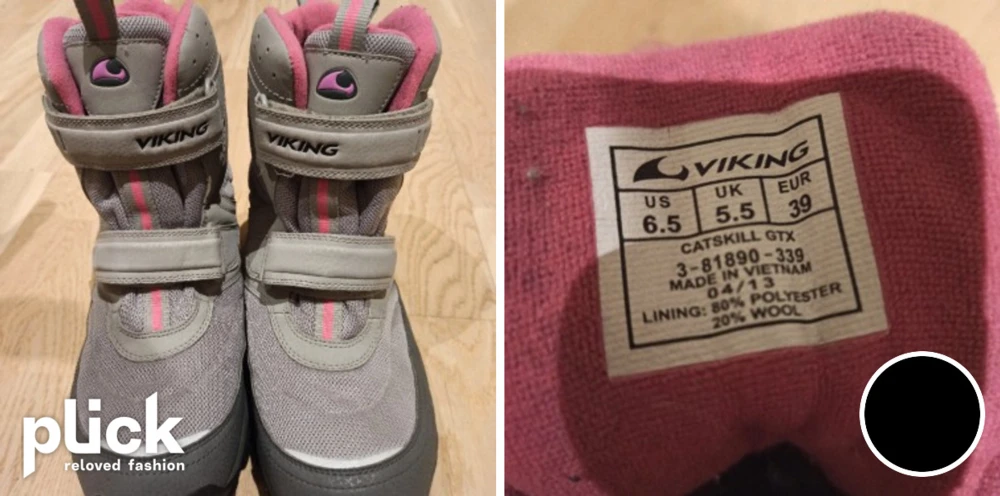 VIKING
VIKING
plick
reloved fashion
VIKING
US
6.5
UK
5.5
EUR
39
CATSKILL GTX
3-81890-339
MADE IN VIETNAM
04/13
LINING: 80% POLYESTER
20% WOOL